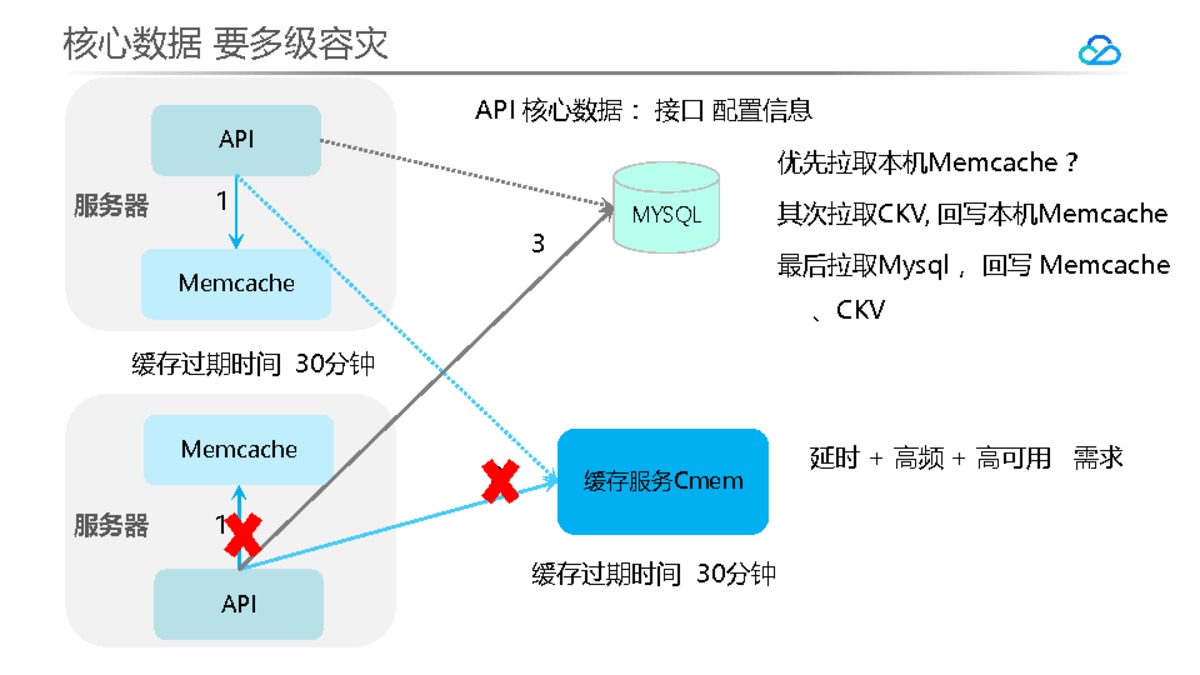 核心数据 要多级容灾
API 核心数据： 接口 配置信息
API
服务器
1
Memcache
缓存过期时间 30分钟
MYSQL
3
优先拉取本机Memcache？
其次拉取CKV, 回写本机Memcache
最后拉取Mysql ， 回写 Memcache
、CKV
Memcache
服务器
1
API
缓存服务Cmem
缓存过期时间 30分钟
延时 + 高频 + 高可用 需求